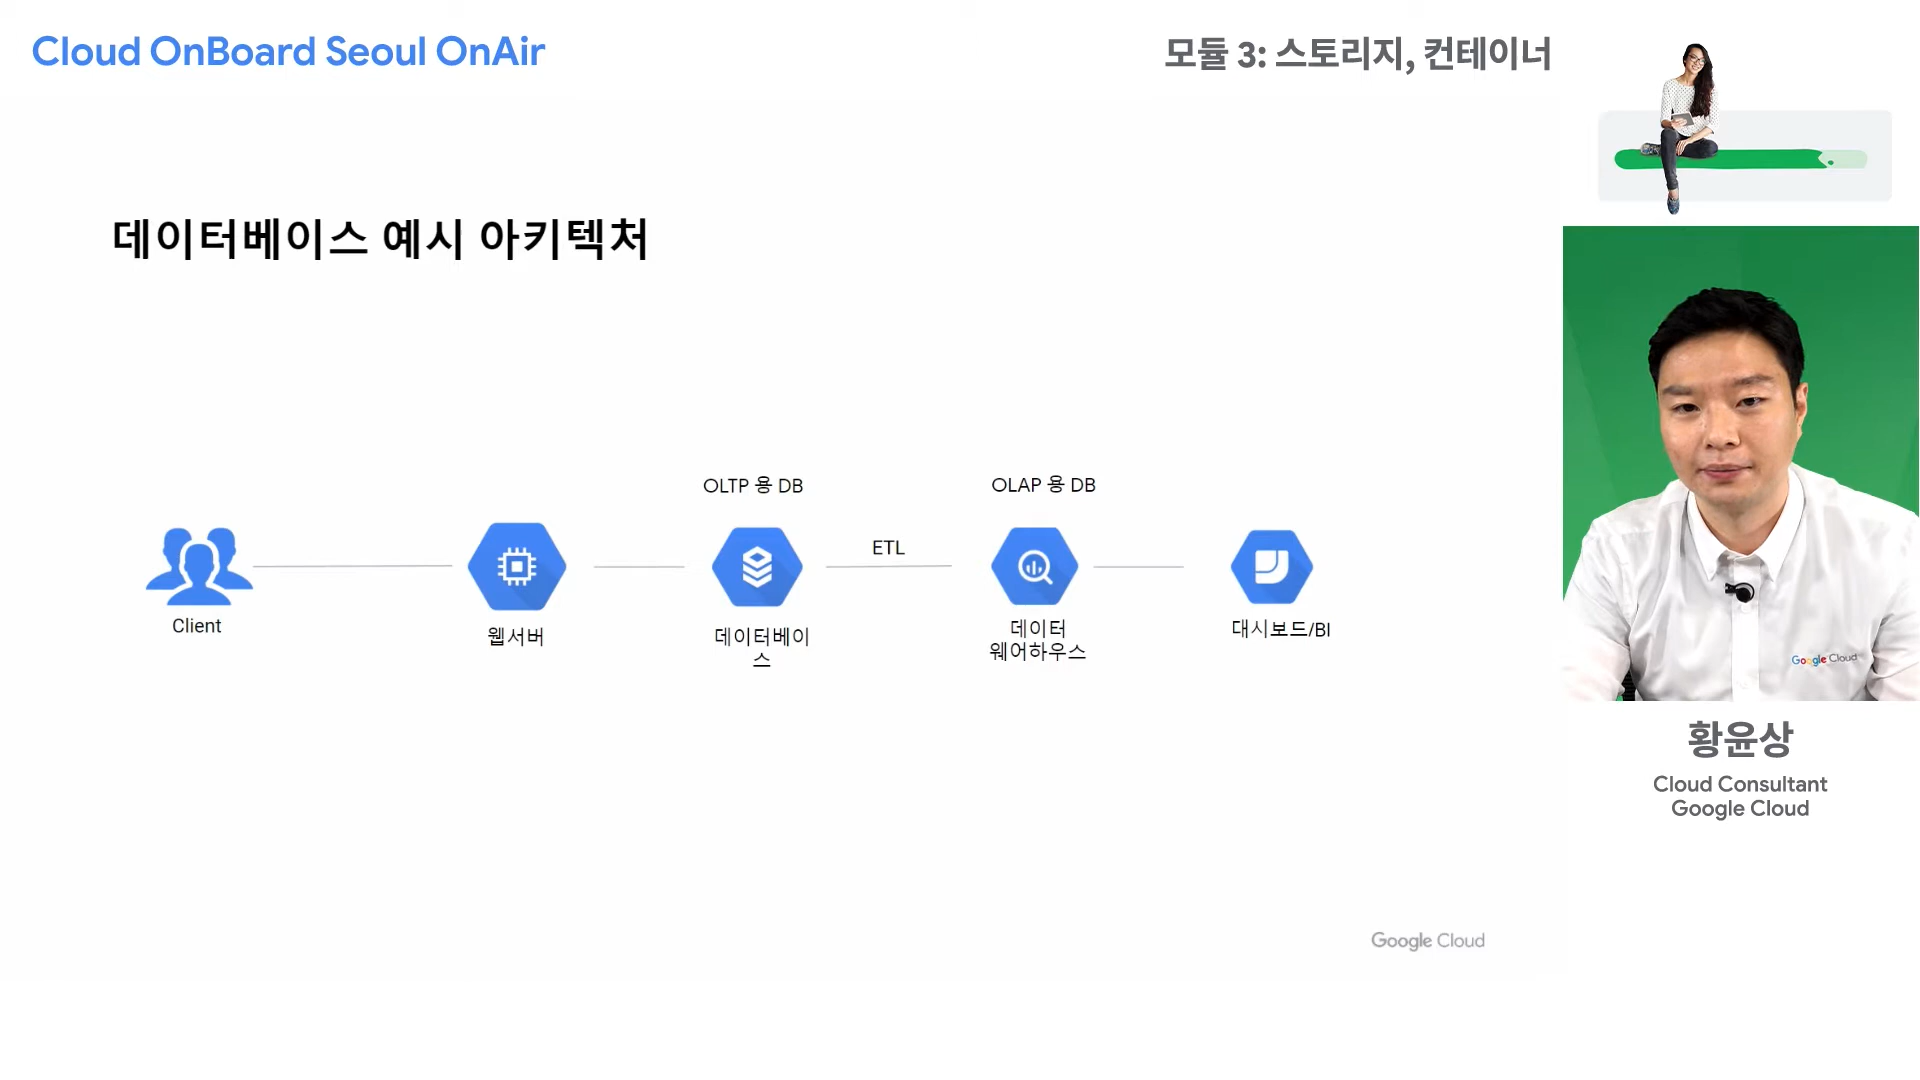 Cloud OnBoard Seoul OnAir
모듈 3: 스토리지, 컨테이너
데이터베이스 예시 아키텍처
OLTP 용 DB
OLAP 용 DB
ETL
Client
웹서버
데이터베이
스
데이터
웨어하우스
대시보드/BI
Google Cloud
황윤상
Cloud Consultant
Google Cloud
Google Cloud